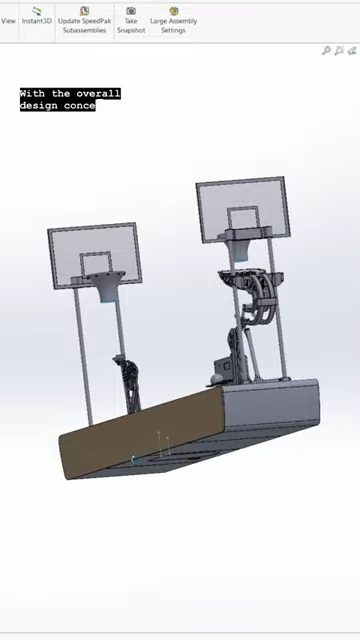 View
Instant3D
Update SpeedPak
Subassemblies
Take
Snapshot
Large Assembly
Settings
With the overall
design conce